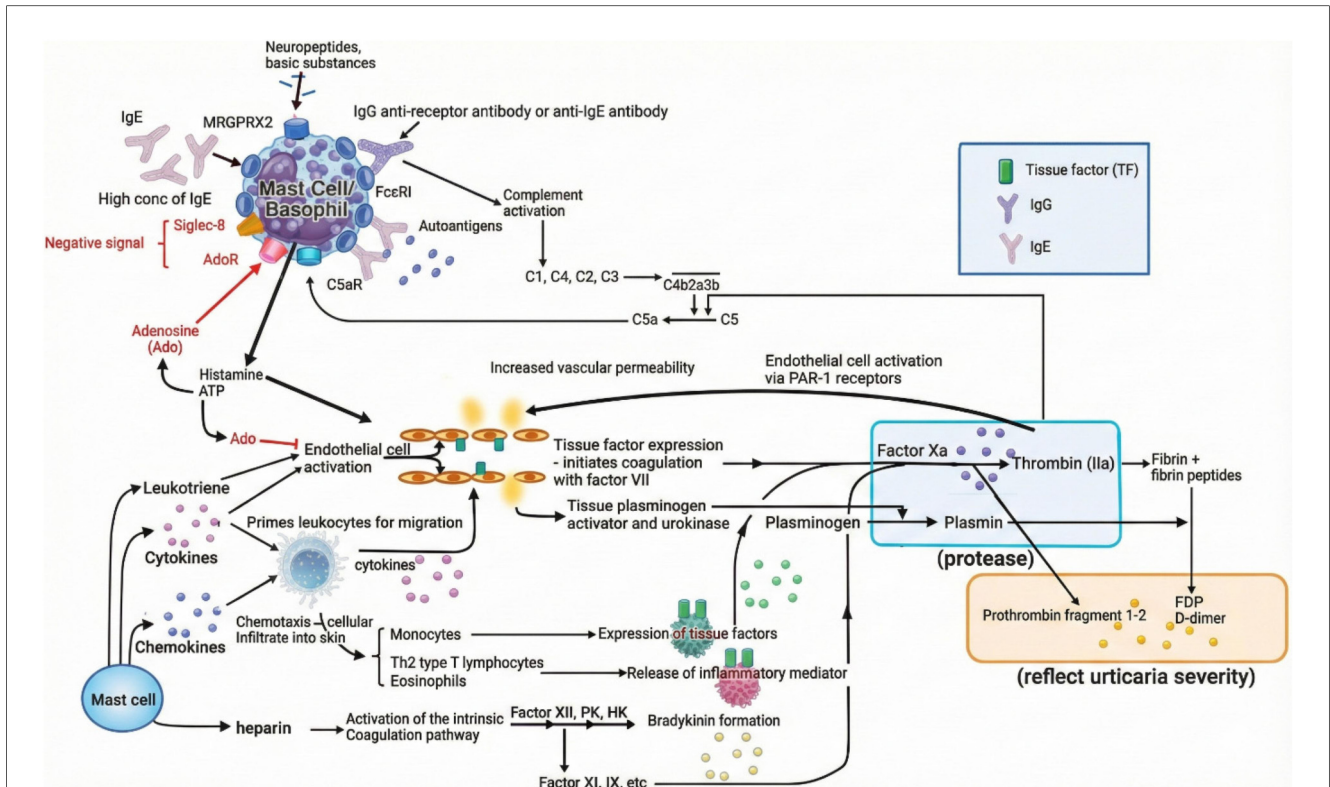 Neuropeptides,
basic substances
IgE
MRGPRX2
IgG anti-receptor antibody or anti-IgE antibody
High conc of IgE
Mast Cell/
Basophil
FcεRI
Complement
activation
Autoantigens
Negative signal
Siglec-8
AdoR
C5aR
C1, C4, C2, C3
C4b2a3b
C5a
C5
Tissue factor (TF)
IgG
IgE
Adenosine
(Ado)
Histamine
ATP
Ado
Increased vascular permeability
Endothelial cell activation
via PAR-1 receptors
Endothelial cell
activation
Tissue factor expression
- initiates coagulation
with factor VII
Factor Xa
Thrombin (IIa)
Fibrin +
fibrin peptides
Leukotriene
Cytokines
Primes leukocytes for migration
cytokines
Tissue plasminogen
activator and urokinase
Plasminogen
Plasmin
(protease)
Chemokines
Chemotaxis – cellular
Infiltrate into skin
Monocytes
Expression of tissue factors
Th2 type T lymphocytes
Eosinophils
Release of inflammatory mediator
Prothrombin fragment 1-2
FDP
D-dimer
(reflect urticaria severity)
Mast cell
heparin
Activation of the intrinsic
Coagulation pathway
Factor XII, PK, HK
Bradykinin formation
Factor XI, IX, etc